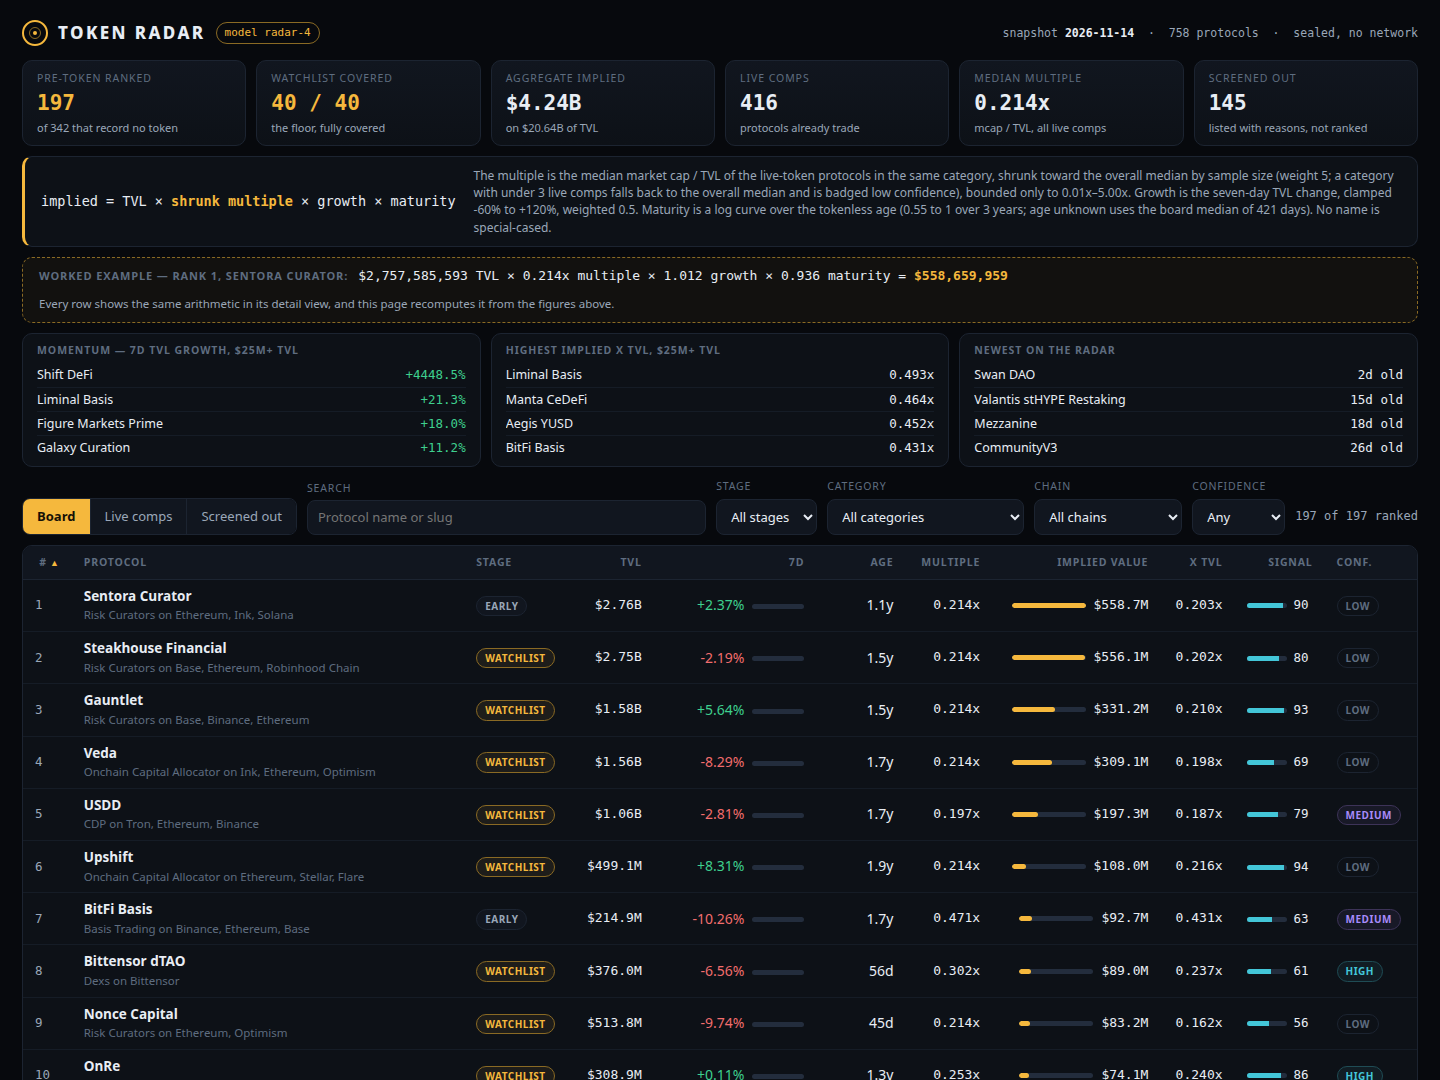 TOKEN RADAR
model radar-4
snapshot 2026-11-14 · 758 protocols · sealed, no network
PRE-TOKEN RANKED
197
of 342 that record no token
WATCHLIST COVERED
40 / 40
the floor, fully covered
AGGREGATE IMPLIED
$4.24B
on $20.64B of TVL
LIVE COMPS
416
protocols already trade
MEDIAN MULTIPLE
0.214x
mcap / TVL, all live comps
SCREENED OUT
145
listed with reasons, not ranked
implied = TVL × shrunk multiple × growth × maturity
The multiple is the median market cap / TVL of the live-token protocols in the same category, shrunk toward the overall median by sample size (weight 5; a category
with under 3 live comps falls back to the overall median and is badged low confidence), bounded only to 0.01x–5.00x. Growth is the seven-day TVL change, clamped
-60% to +120%, weighted 0.5. Maturity is a log curve over the tokenless age (0.55 to 1 over 3 years; age unknown uses the board median of 421 days). No name is
special-cased.
WORKED EXAMPLE — RANK 1, SENTORA CURATOR: $2,757,585,593 TVL × 0.214x multiple × 1.012 growth × 0.936 maturity = $558,659,959
Every row shows the same arithmetic in its detail view, and this page recomputes it from the figures above.
MOMENTUM — 7D TVL GROWTH, $25M+ TVL
Shift DeFi +4448.5%
Liminal Basis +21.3%
Figure Markets Prime +18.0%
Galaxy Curation +11.2%
HIGHEST IMPLIED X TVL, $25M+ TVL
Liminal Basis 0.493x
Manta CeDeFi 0.464x
Aegis YUSD 0.452x
BitFi Basis 0.431x
NEWEST ON THE RADAR
Swan DAO 2d old
Valantis stHYPE Restaking 15d old
Mezzanine 18d old
CommunityV3 26d old
Board Live comps Screened out
SEARCH
Protocol name or slug
STAGE
All stages
CATEGORY
All categories
CHAIN
All chains
CONFIDENCE
Any
197 of 197 ranked
# ▲ PROTOCOL STAGE TVL 7D AGE MULTIPLE IMPLIED VALUE X TVL SIGNAL CONF.
1 Sentora Curator EARLY $2.76B +2.37% 1.1y 0.214x $558.7M 0.203x 90 LOW
Risk Curators on Ethereum, Ink, Solana
2 Steakhouse Financial WATCHLIST $2.75B -2.19% 1.5y 0.214x $556.1M 0.202x 80 LOW
Risk Curators on Base, Ethereum, Robinhood Chain
3 Gauntlet WATCHLIST $1.58B +5.64% 1.5y 0.214x $331.2M 0.210x 93 LOW
Risk Curators on Base, Binance, Ethereum
4 Veda WATCHLIST $1.56B -8.29% 1.7y 0.214x $309.1M 0.198x 69 LOW
Onchain Capital Allocator on Ink, Ethereum, Optimism
5 USDD WATCHLIST $1.06B -2.81% 1.7y 0.197x $197.3M 0.187x 79 MEDIUM
CDP on Tron, Ethereum, Binance
6 Upshift WATCHLIST $499.1M +8.31% 1.9y 0.214x $108.0M 0.216x 94 LOW
Onchain Capital Allocator on Ethereum, Stellar, Flare
7 BitFi Basis EARLY $214.9M -10.26% 1.7y 0.471x $92.7M 0.431x 63 MEDIUM
Basis Trading on Binance, Ethereum, Base
8 Bittensor dTAO WATCHLIST $376.0M -6.56% 56d 0.302x $89.0M 0.237x 61 HIGH
Dexs on Bittensor
9 Nonce Capital WATCHLIST $513.8M -9.74% 45d 0.214x $83.2M 0.162x 56 LOW
Risk Curators on Ethereum, Optimism
10 OnRe WATCHLIST $308.9M +0.11% 1.3y 0.253x $74.1M 0.240x 86 HIGH